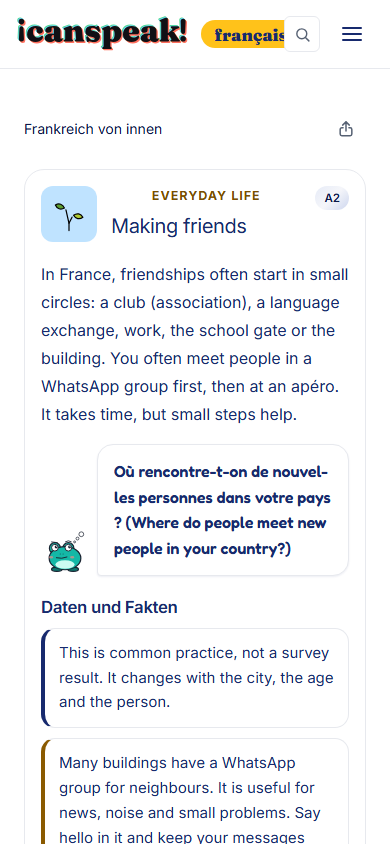 icanspeak!
français
Frankreich von innen
EVERYDAY LIFE
A2
Making friends
In France, friendships often start in small
circles: a club (association), a language
exchange, work, the school gate or the
building. You often meet people in a
WhatsApp group first, then at an apéro.
It takes time, but small steps help.
Où rencontre-t-on de nouvel-
les personnes dans votre pays
? (Where do people meet new
people in your country?)
Daten und Fakten
This is common practice, not a survey
result. It changes with the city, the age
and the person.
Many buildings have a WhatsApp
group for neighbours. It is useful for
news, noise and small problems. Say
hello in it and keep your messages